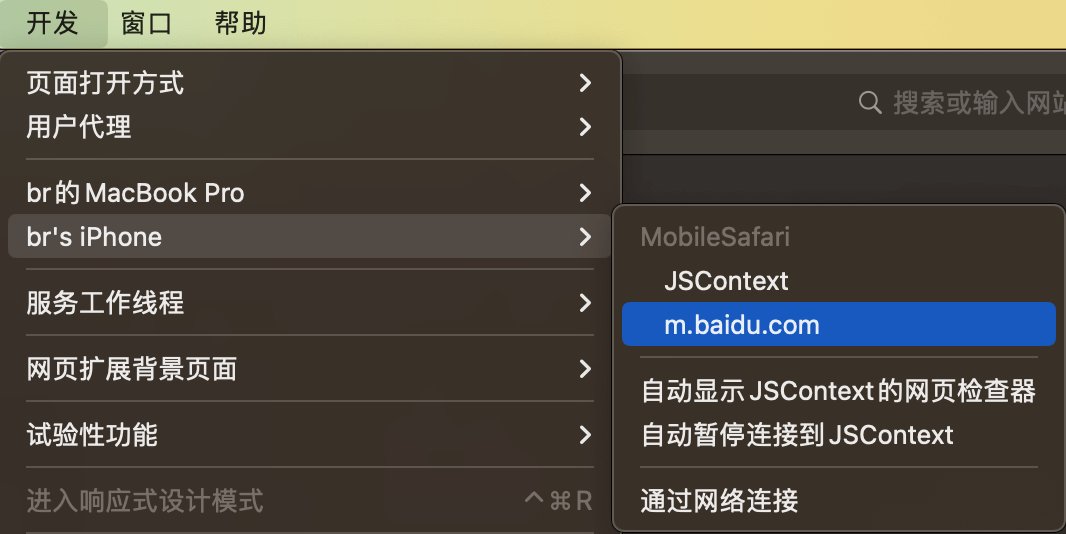 开发 窗口 帮助
页面打开方式
搜索或输入网站
用户代理
br的MacBook Pro
br's iPhone
MobileSafari
JSContext
m.baidu.com
自动显示JSContext的网页检查器
自动暂停连接到JSContext
通过网络连接
服务工作线程
网页扩展背景页面
试验性功能
进入响应式设计模式 ^⌘R